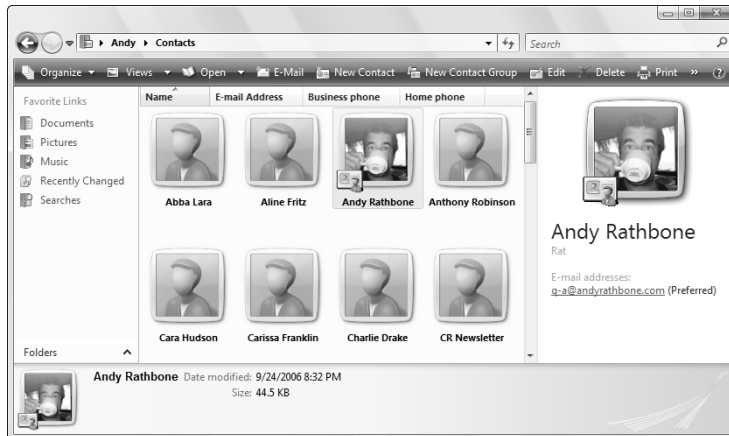 Andy Contacts
Search
Organize Views Open E-Mail New Contact New Contact Group Edit Delete Print »
Favorite Links
Documents
Pictures
Music
Recently Changed
Searches
Folders
Name E-mail Address Business phone Home phone
Abba Lara Aline Fritz Andy Rathbone Anthony Robinson
Cara Hudson Carissa Franklin Charlie Drake CR Newsletter
Andy Rathbone
Rat
E-mail addresses:
q-a@andyrathbone.com (Preferred)
Andy Rathbone Date modified: 9/24/2006 8:32 PM
Size: 44.5 KB